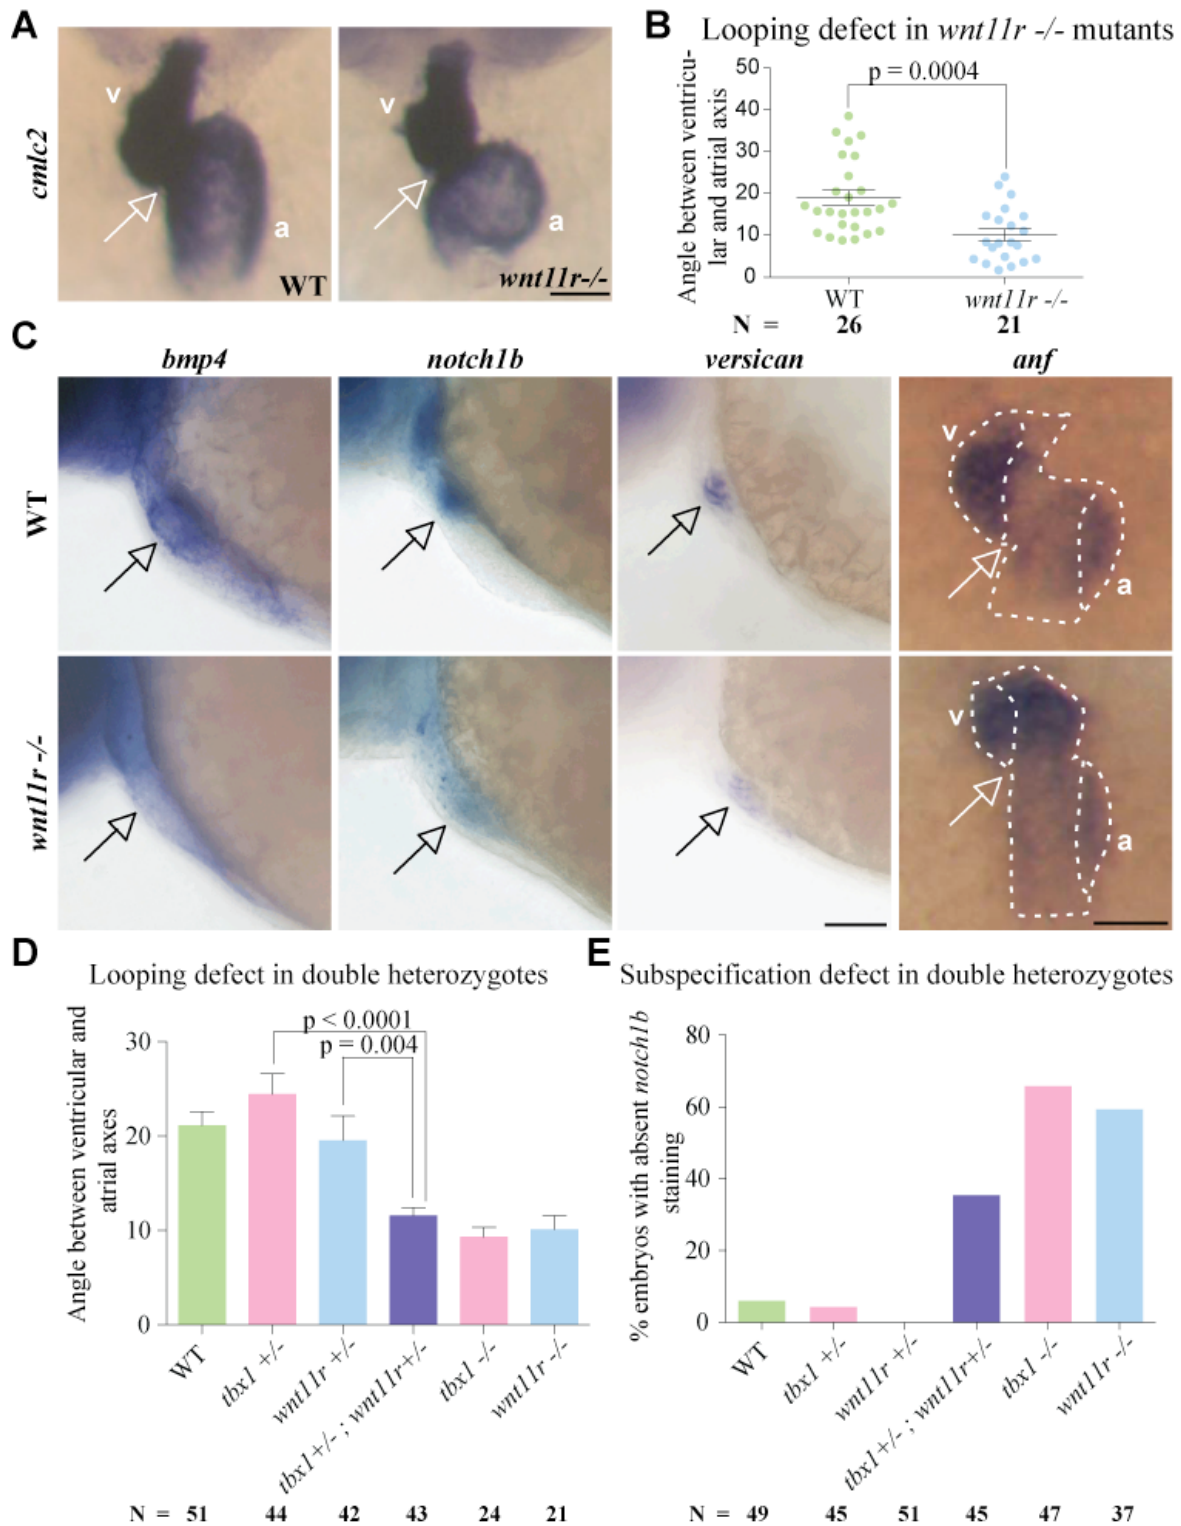 A
cmlc2
v
a
WT
v
a
wnt11r-/-
B
Looping defect in wnt11r -/- mutants
Angle between ventricu-
lar and atrial axis
50
40
30
20
10
0
p = 0.0004
WT
wnt11r -/-
N = 26 21
C
bmp4 notch1b versican anf
WT
v
a
wnt11r -/-
v
a
D
Looping defect in double heterozygotes
Angle between ventricular and
atrial axes
30
20
10
0
p < 0.0001
p = 0.004
WT
tbx1 +/-
wnt11r +/-
tbx1+/- ; wnt11r+/-
tbx1 -/-
wnt11r -/-
N = 51 44 42 43 24 21
E
Subspecification defect in double heterozygotes
% embryos with absent notch1b
staining
80
60
40
20
0
WT
tbx1 +/-
wnt11r +/-
tbx1+/- ; wnt11r+/-
tbx1 -/-
wnt11r -/-
N = 49 45 51 45 47 37